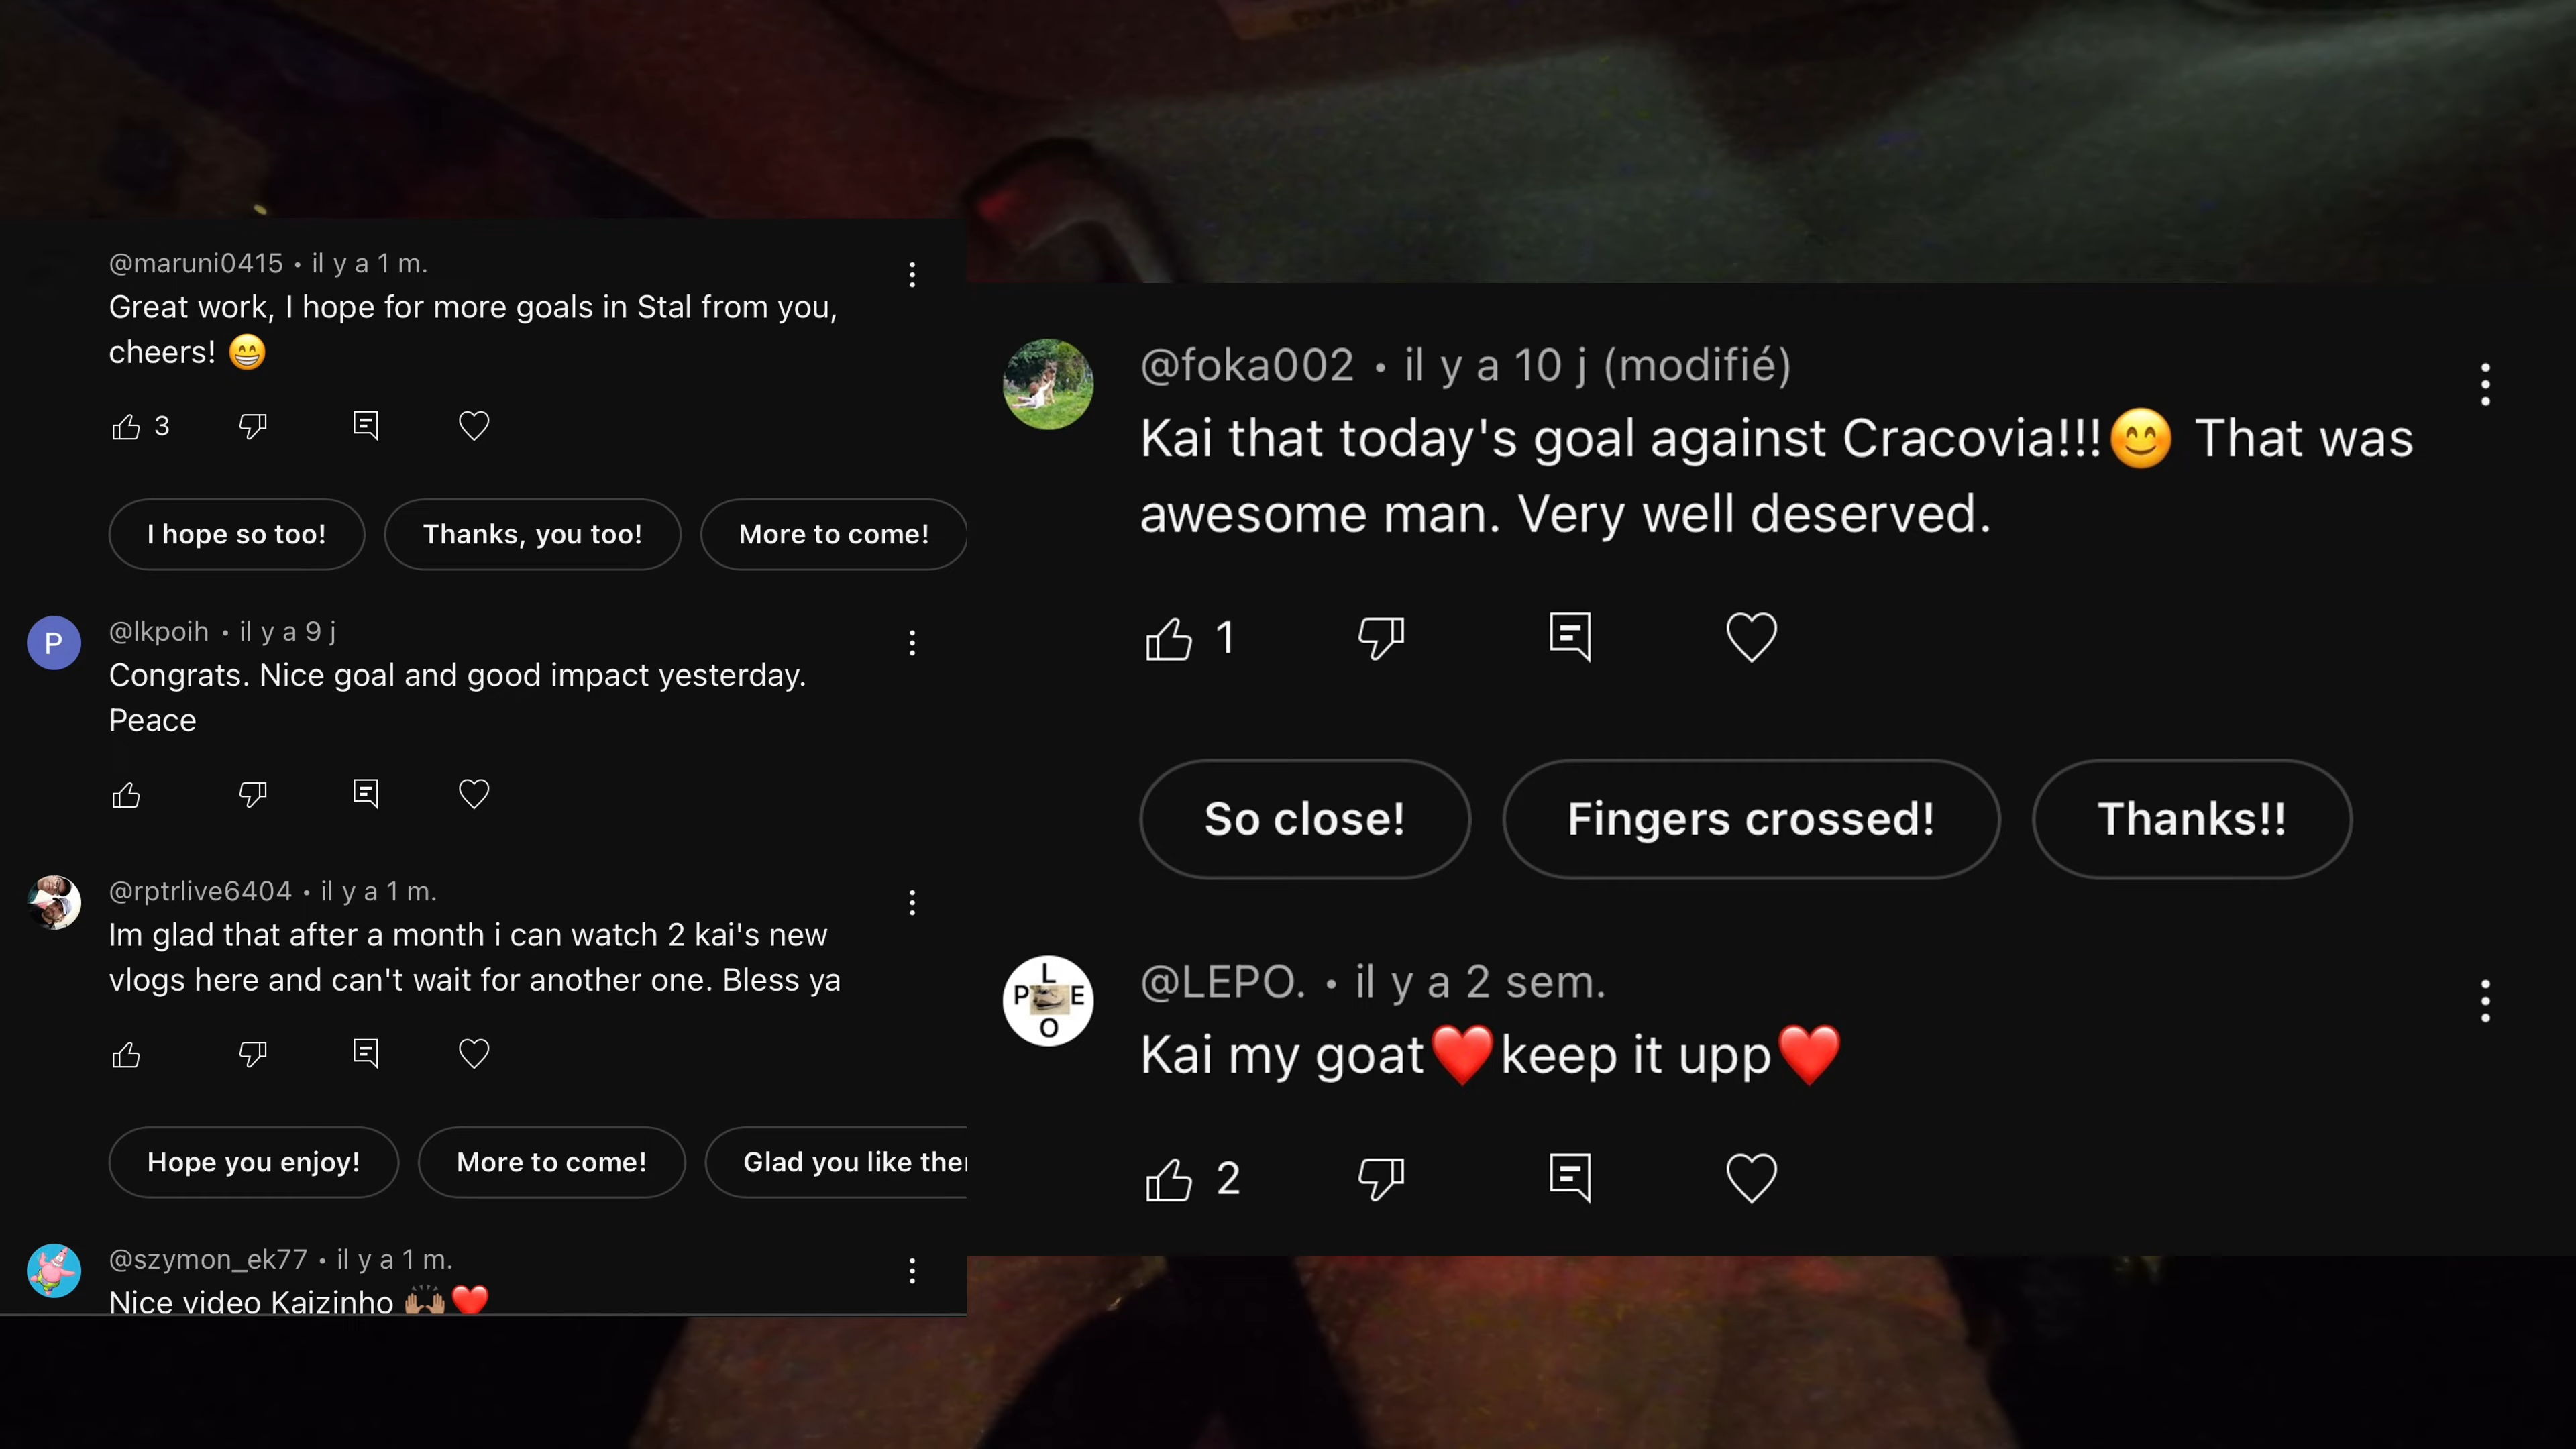 @maruni0415 • il y a 1 m.
Great work, I hope for more goals in Stal from you,
cheers! 😁
3
I hope so too!
Thanks, you too!
More to come!
P
@lkpoih • il y a 9 j
Congrats. Nice goal and good impact yesterday.
Peace
@rptrlive6404 • il y a 1 m.
Im glad that after a month i can watch 2 kai's new
vlogs here and can't wait for another one. Bless ya
Hope you enjoy!
More to come!
Glad you like
@szymon_ek77 • il y a 1 m.
Nice video Kaizinho 🙌🏽❤️
@foka002 • il y a 10 j (modifié)
Kai that today's goal against Cracovia!!!😊 That was
awesome man. Very well deserved.
1
So close!
Fingers crossed!
Thanks!!
L
P E
O
@LEPO. • il y a 2 sem.
Kai my goat❤️keep it upp❤️
2